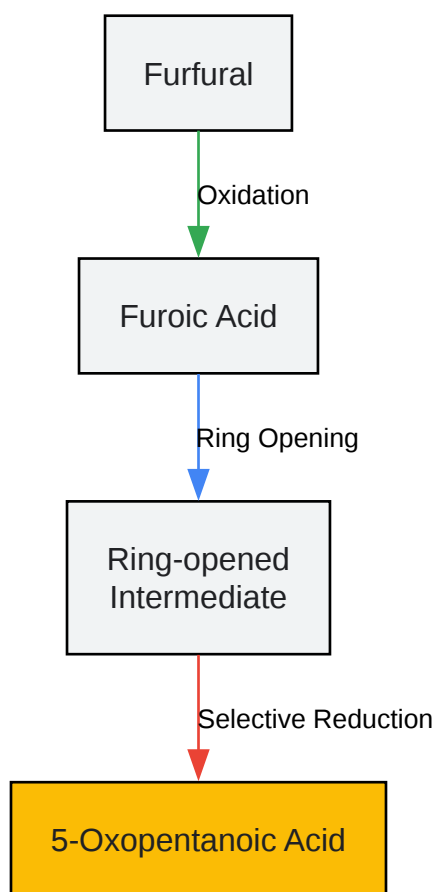 Furfural
Oxidation
Furoic Acid
Ring Opening
Ring-opened
Intermediate
Selective Reduction
5-Oxopentanoic Acid